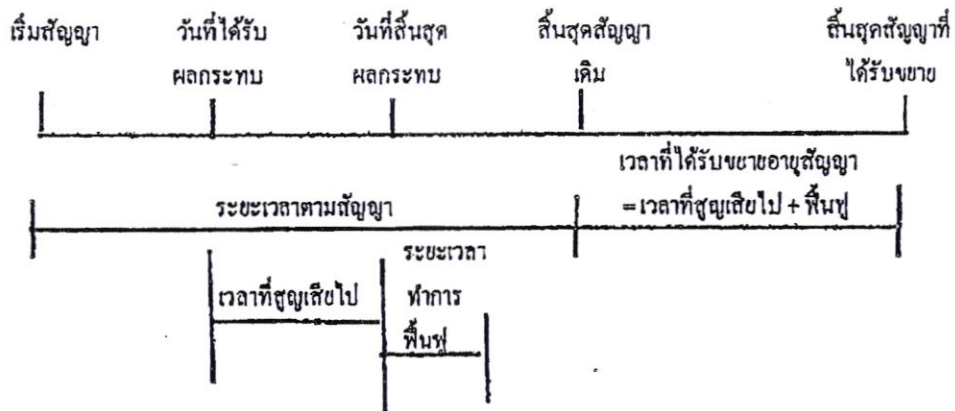 เริ่มสัญญา วันที่ได้รับ วันที่สิ้นสุด สิ้นสุดสัญญา สิ้นสุดสัญญาที่
ผลกระทบ ผลกระทบ เดิม ได้รับขยาย
เวลาที่ได้รับขยายอายุสัญญา
ระยะเวลาตามสัญญา =เวลาที่สูญเสียไป + ฟื้นฟู
ระยะเวลา
เวลาที่สูญเสียไป ทำการ
ฟื้นฟู